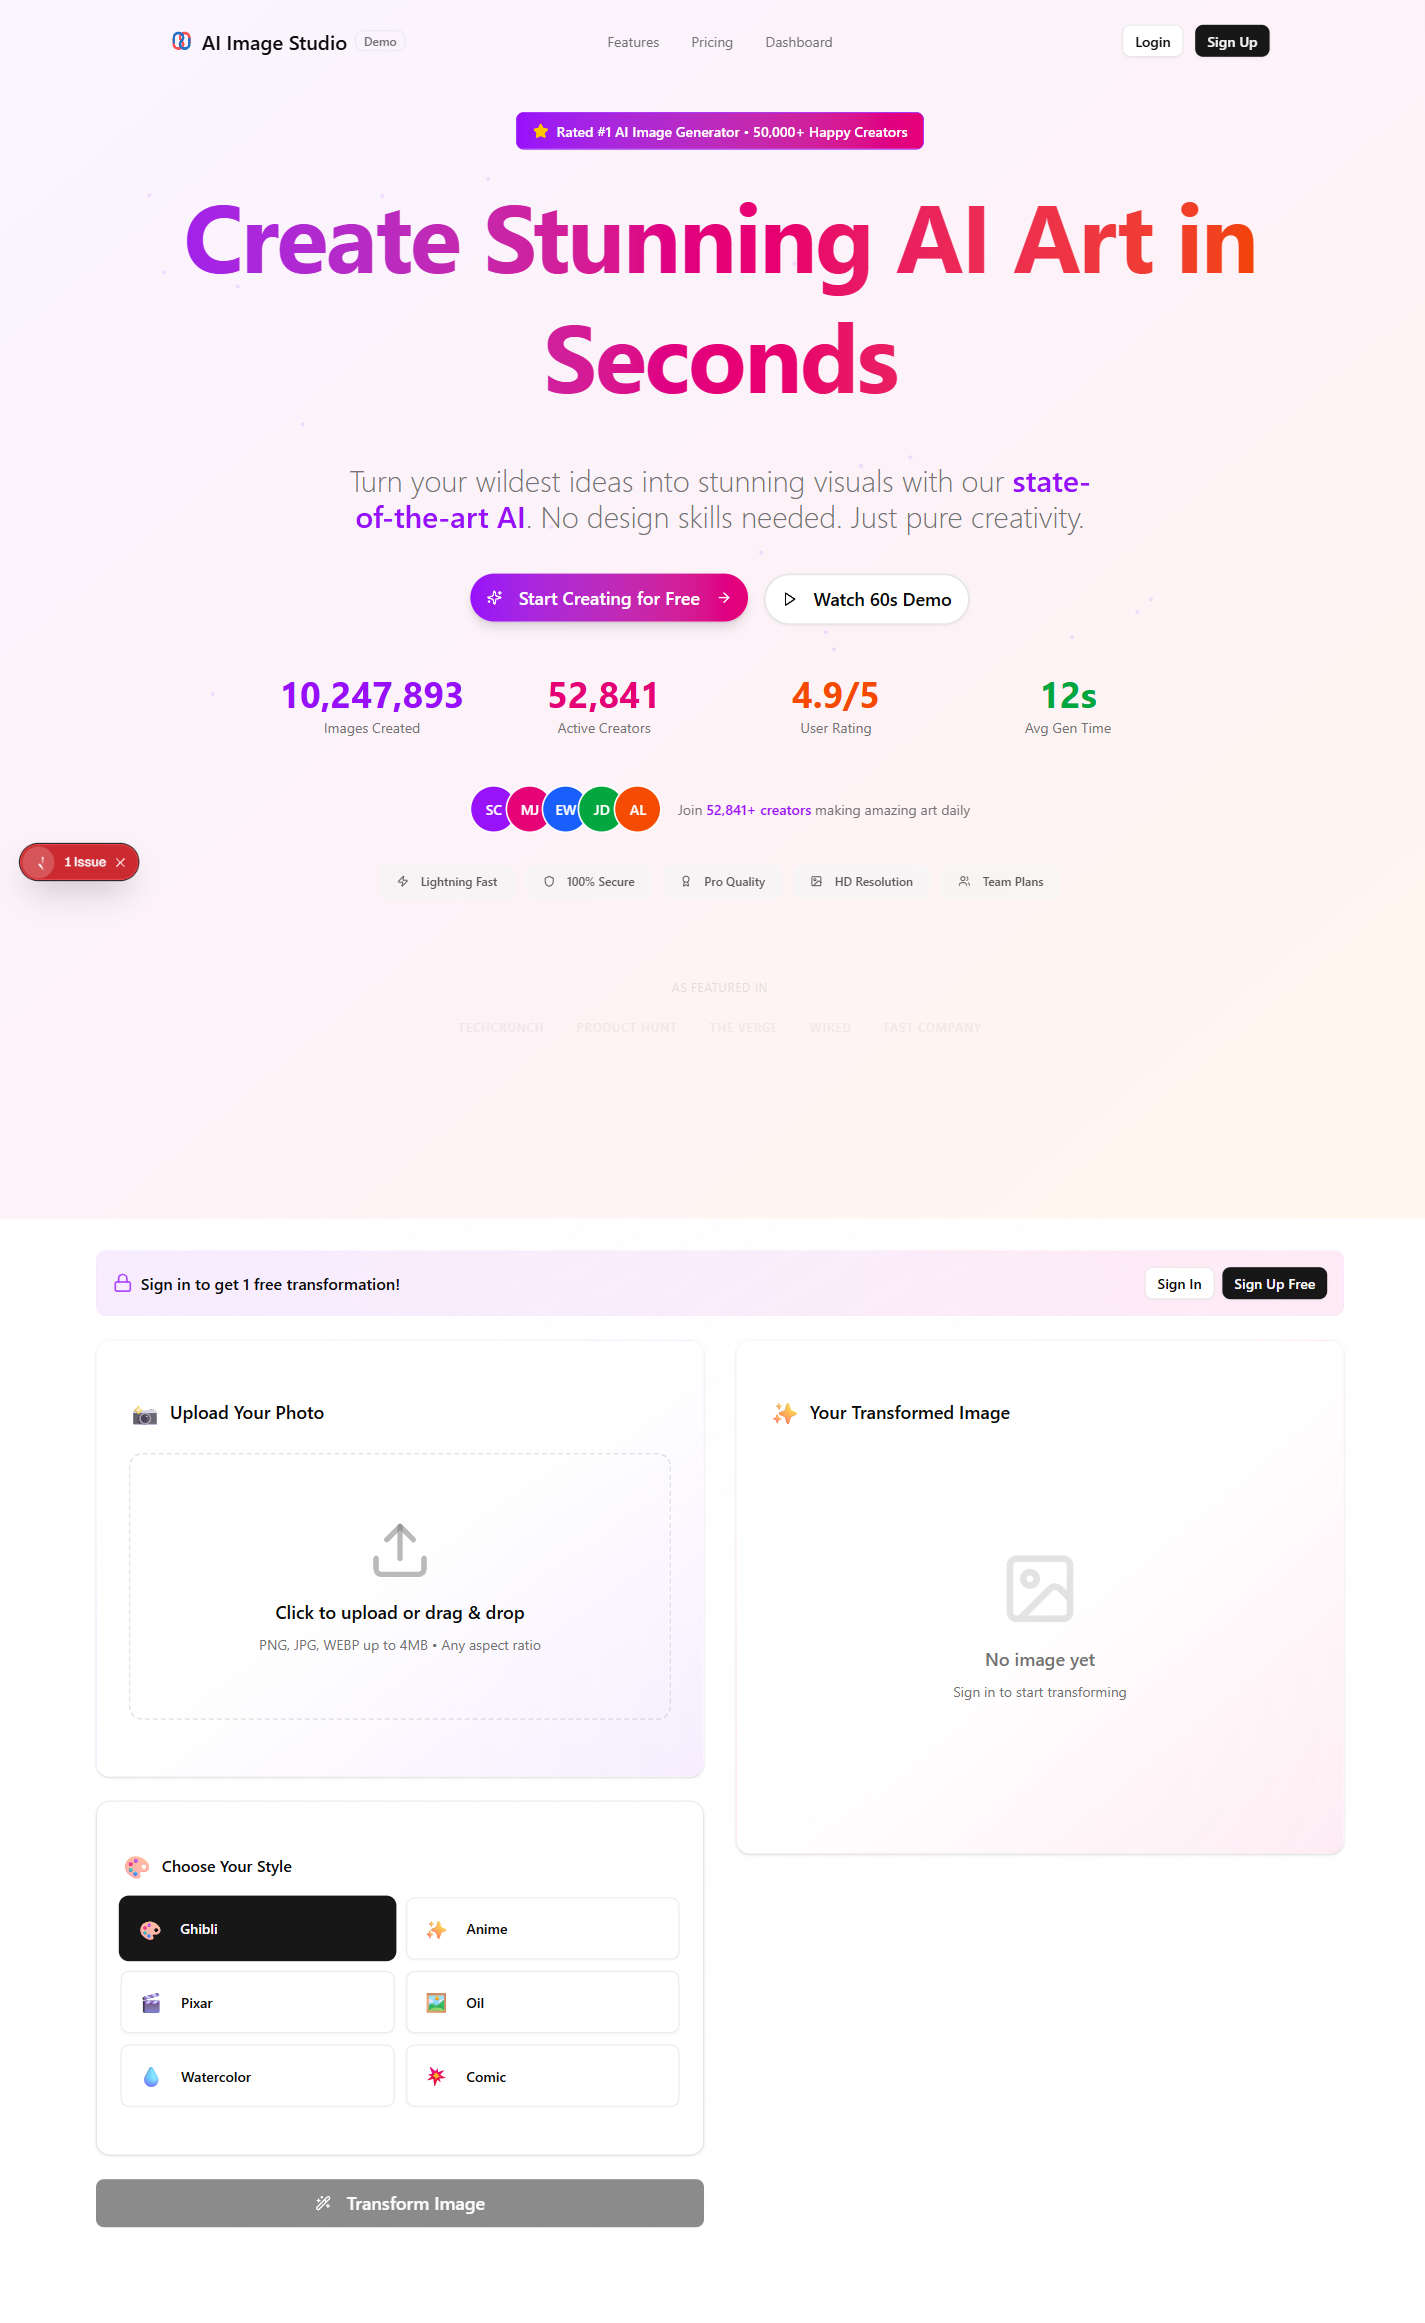 AI Image Studio Demo Features Pricing Dashboard Login Sign Up
Rated #1 AI Image Generator • 50,000+ Happy Creators
Create Stunning AI Art in
Seconds
Turn your wildest ideas into stunning visuals with our state-
of-the-art AI. No design skills needed. Just pure creativity.
Start Creating for Free
Watch 60s Demo
10,247,893 52,841 4.9/5 12s
Images Created Active Creators User Rating Avg Gen Time
SC MJ EW JD AL Join 52,841+ creators making amazing art daily
1 Issue
Lightning Fast 100% Secure Pro Quality HD Resolution Team Plans
AS FEATURED IN
TECHCRUNCH PRODUCT HUNT THE VERGE WIRED FAST COMPANY
Sign in to get 1 free transformation! Sign In Sign Up Free
Upload Your Photo
Click to upload or drag & drop
PNG, JPG, WEBP up to 4MB • Any aspect ratio
Your Transformed Image
No image yet
Sign in to start transforming
Choose Your Style
Ghibli Anime
Pixar Oil
Watercolor Comic
Transform Image